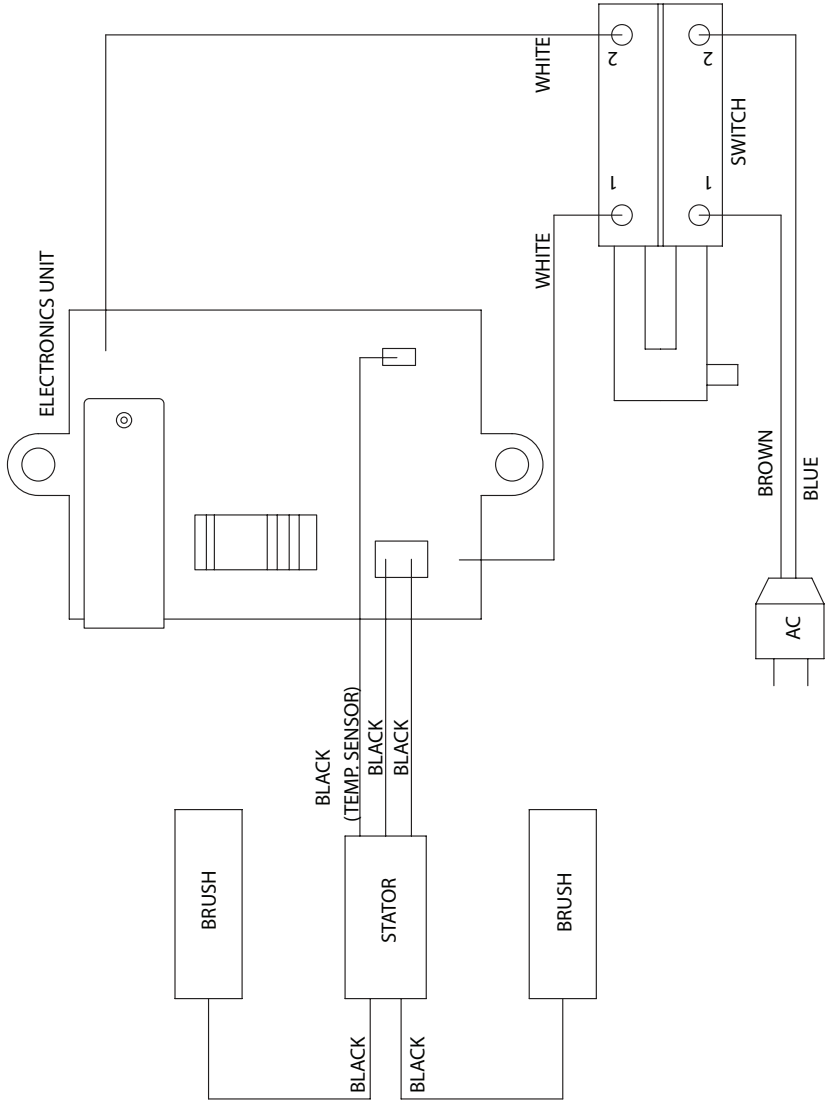 ELECTRONICS UNIT
WHITE
WHITE
2
2
1
1
SWITCH
BROWN
BLUE
AC
BLACK
(TEMP. SENSOR)
BLACK
BLACK
BRUSH
STATOR
BRUSH
BLACK
BLACK